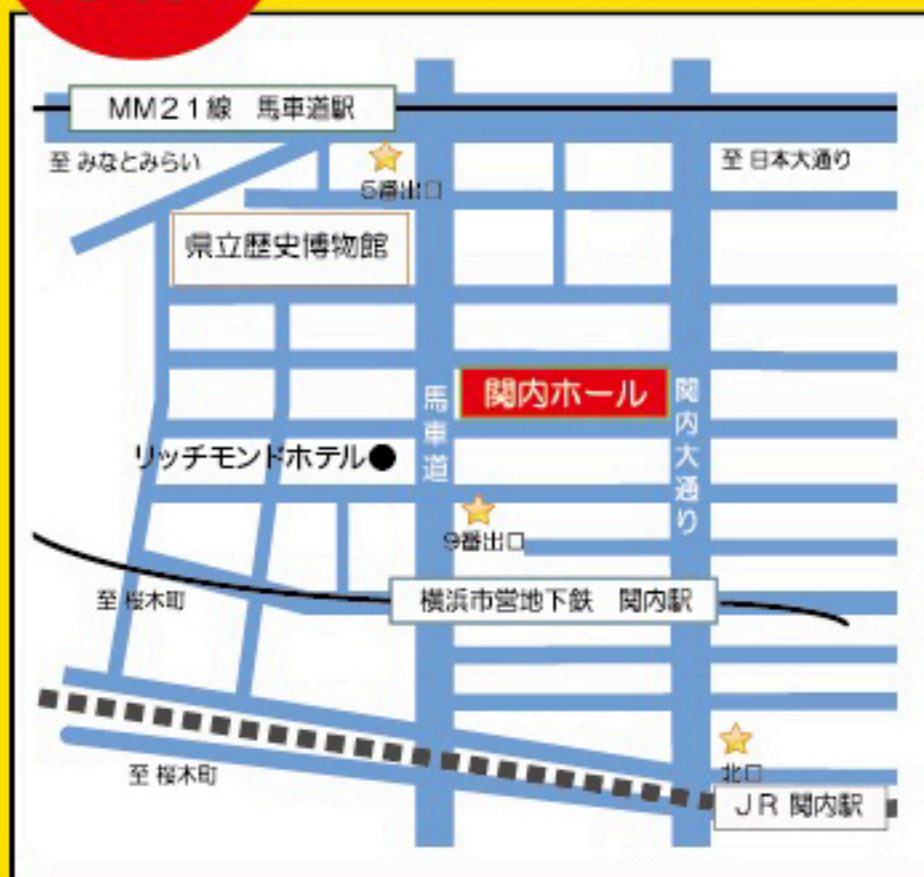 MM21線　馬車道駅
至 みなとみらい
至 日本大通り
5番出口
県立歴史博物館
関内ホール
馬車道
関内大通り
リッチモンドホテル●
9番出口
至 桜木町
横浜市営地下鉄　関内駅
北口
至 桜木町
JR 関内駅